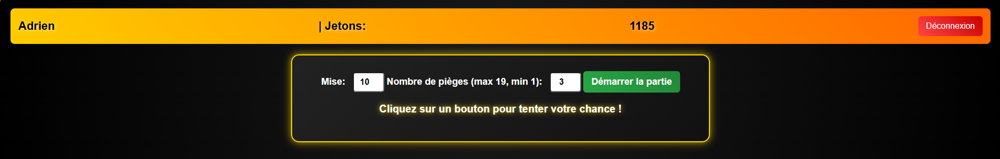 Adrien | Jetons: 1185 Déconnexion
Mise: 10 Nombre de pièges (max 19, min 1): 3 Démarrer la partie
Cliquez sur un bouton pour tenter votre chance !